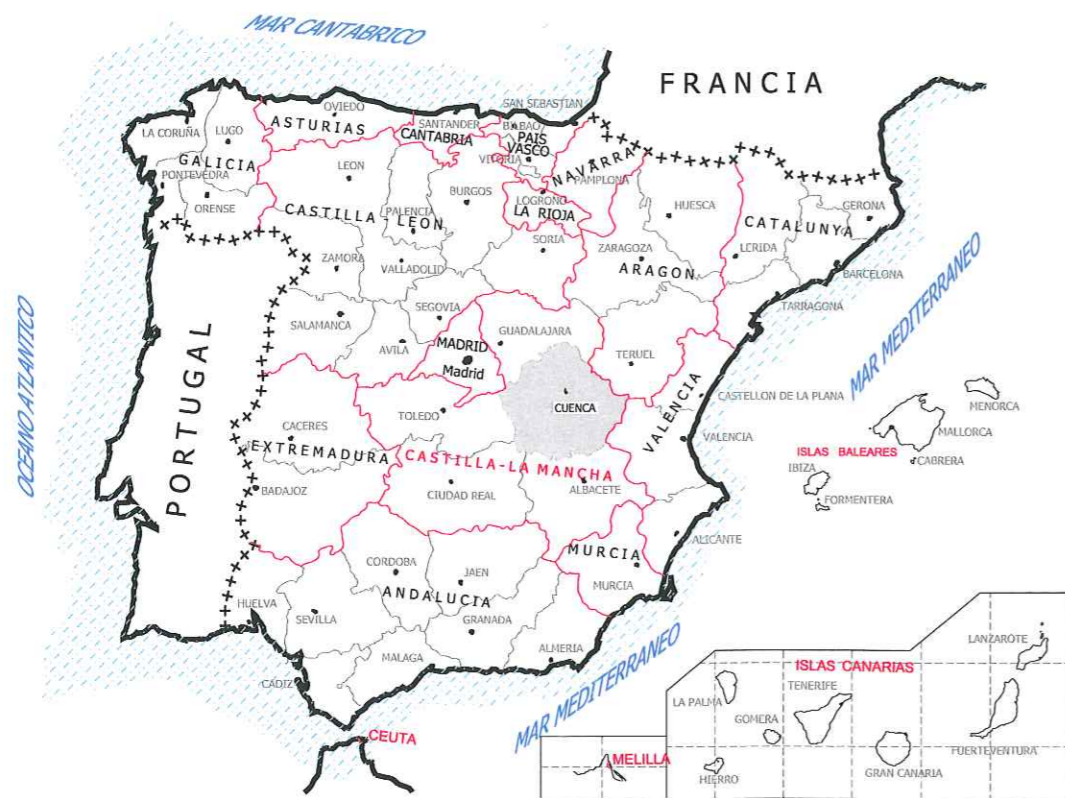 MAR CANTABRICO
FRANCIA
SAN SEBASTIAN
OVIEDO
SANTANDER
BILBAO
LA CORUÑA
LUGO
ASTURIAS
CANTABRIA
PAIS
VASCO
VITORIA
NAVARRA
PAMPLONA
GALICIA
PONTEVEDRA
LEON
BURGOS
LOGROÑO
LA RIOJA
HUESCA
CATALUNYA
GERONA
ORENSE
CASTILLA-LEON
PALENCIA
SORIA
ZARAGOZA
ARAGON
LERIDA
BARCELONA
ZAMORA
VALLADOLID
TARRAGONA
SALAMANCA
SEGOVIA
AVILA
MADRID
Madrid
GUADALAJARA
TERUEL
OCEANO ATLANTICO
PORTUGAL
MAR MEDITERRANEO
TOLEDO
CUENCA
VALENCIA
CASTELLON DE LA PLANA
VALENCIA
MENORCA
MALLORCA
ISLAS BALEARES
CABRERA
IBIZA
FORMENTERA
CACERES
EXTREMADURA
CASTILLA-LA MANCHA
BADAJOZ
CIUDAD REAL
ALBACETE
ALICANTE
MURCIA
MURCIA
CORDOBA
JAEN
ANDALUCIA
HUELVA
SEVILLA
GRANADA
MALAGA
ALMERIA
CADIZ
MAR MEDITERRANEO
CEUTA
MELILLA
ISLAS CANARIAS
LANZAROTE
LA PALMA
TENERIFE
GOMERA
HIERRO
GRAN CANARIA
FUERTEVENTURA